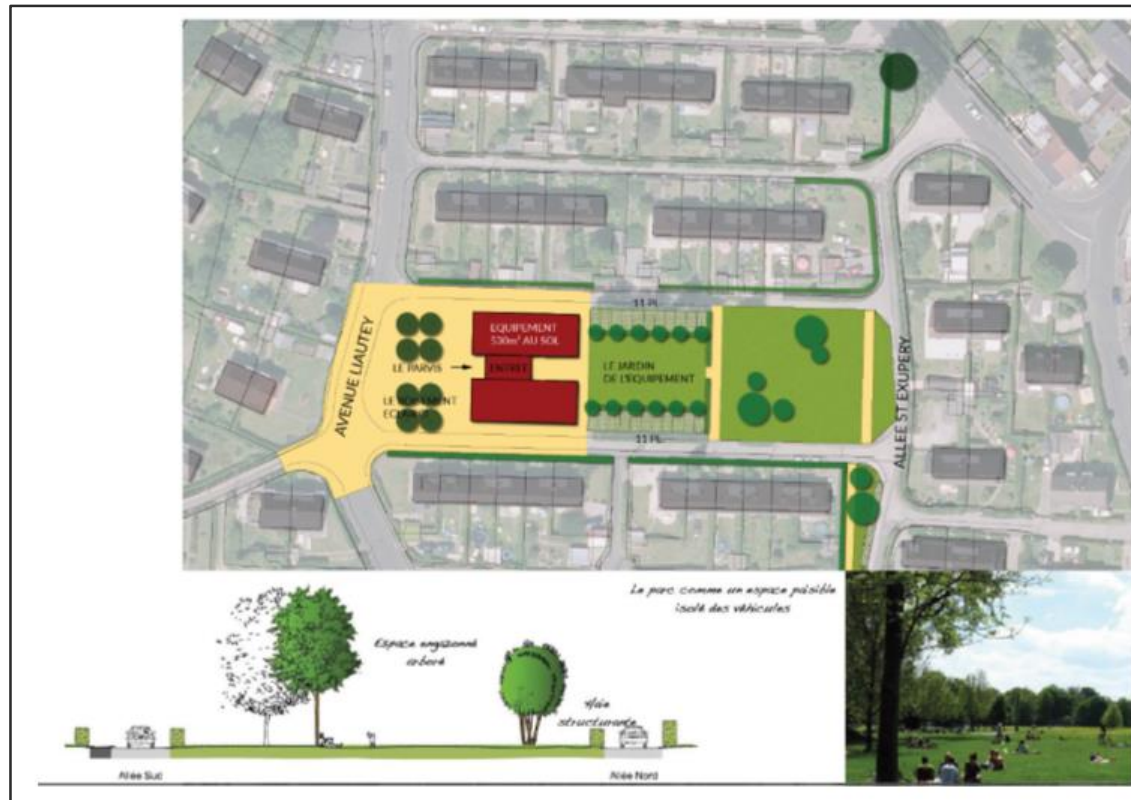 11 PL.
EQUIPEMENT
530m² AU SOL
LE PARVIS
ENTREE
LE JARDIN
DE L'EQUIPEMENT
AVENUE LIAUTEY
11 PL.
ALLEE ST EXUPERY
Le parc comme un espace paisible
isolé des véhicules
Espace engazonné
arboré
Haie
structurante
Allée Sud
Allée Nord